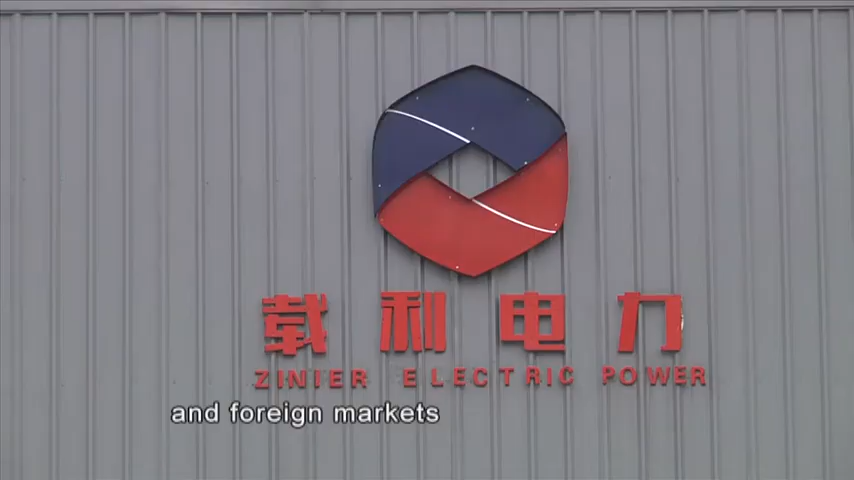 载利电力
ZINIER ELECTRIC POWER
and foreign markets